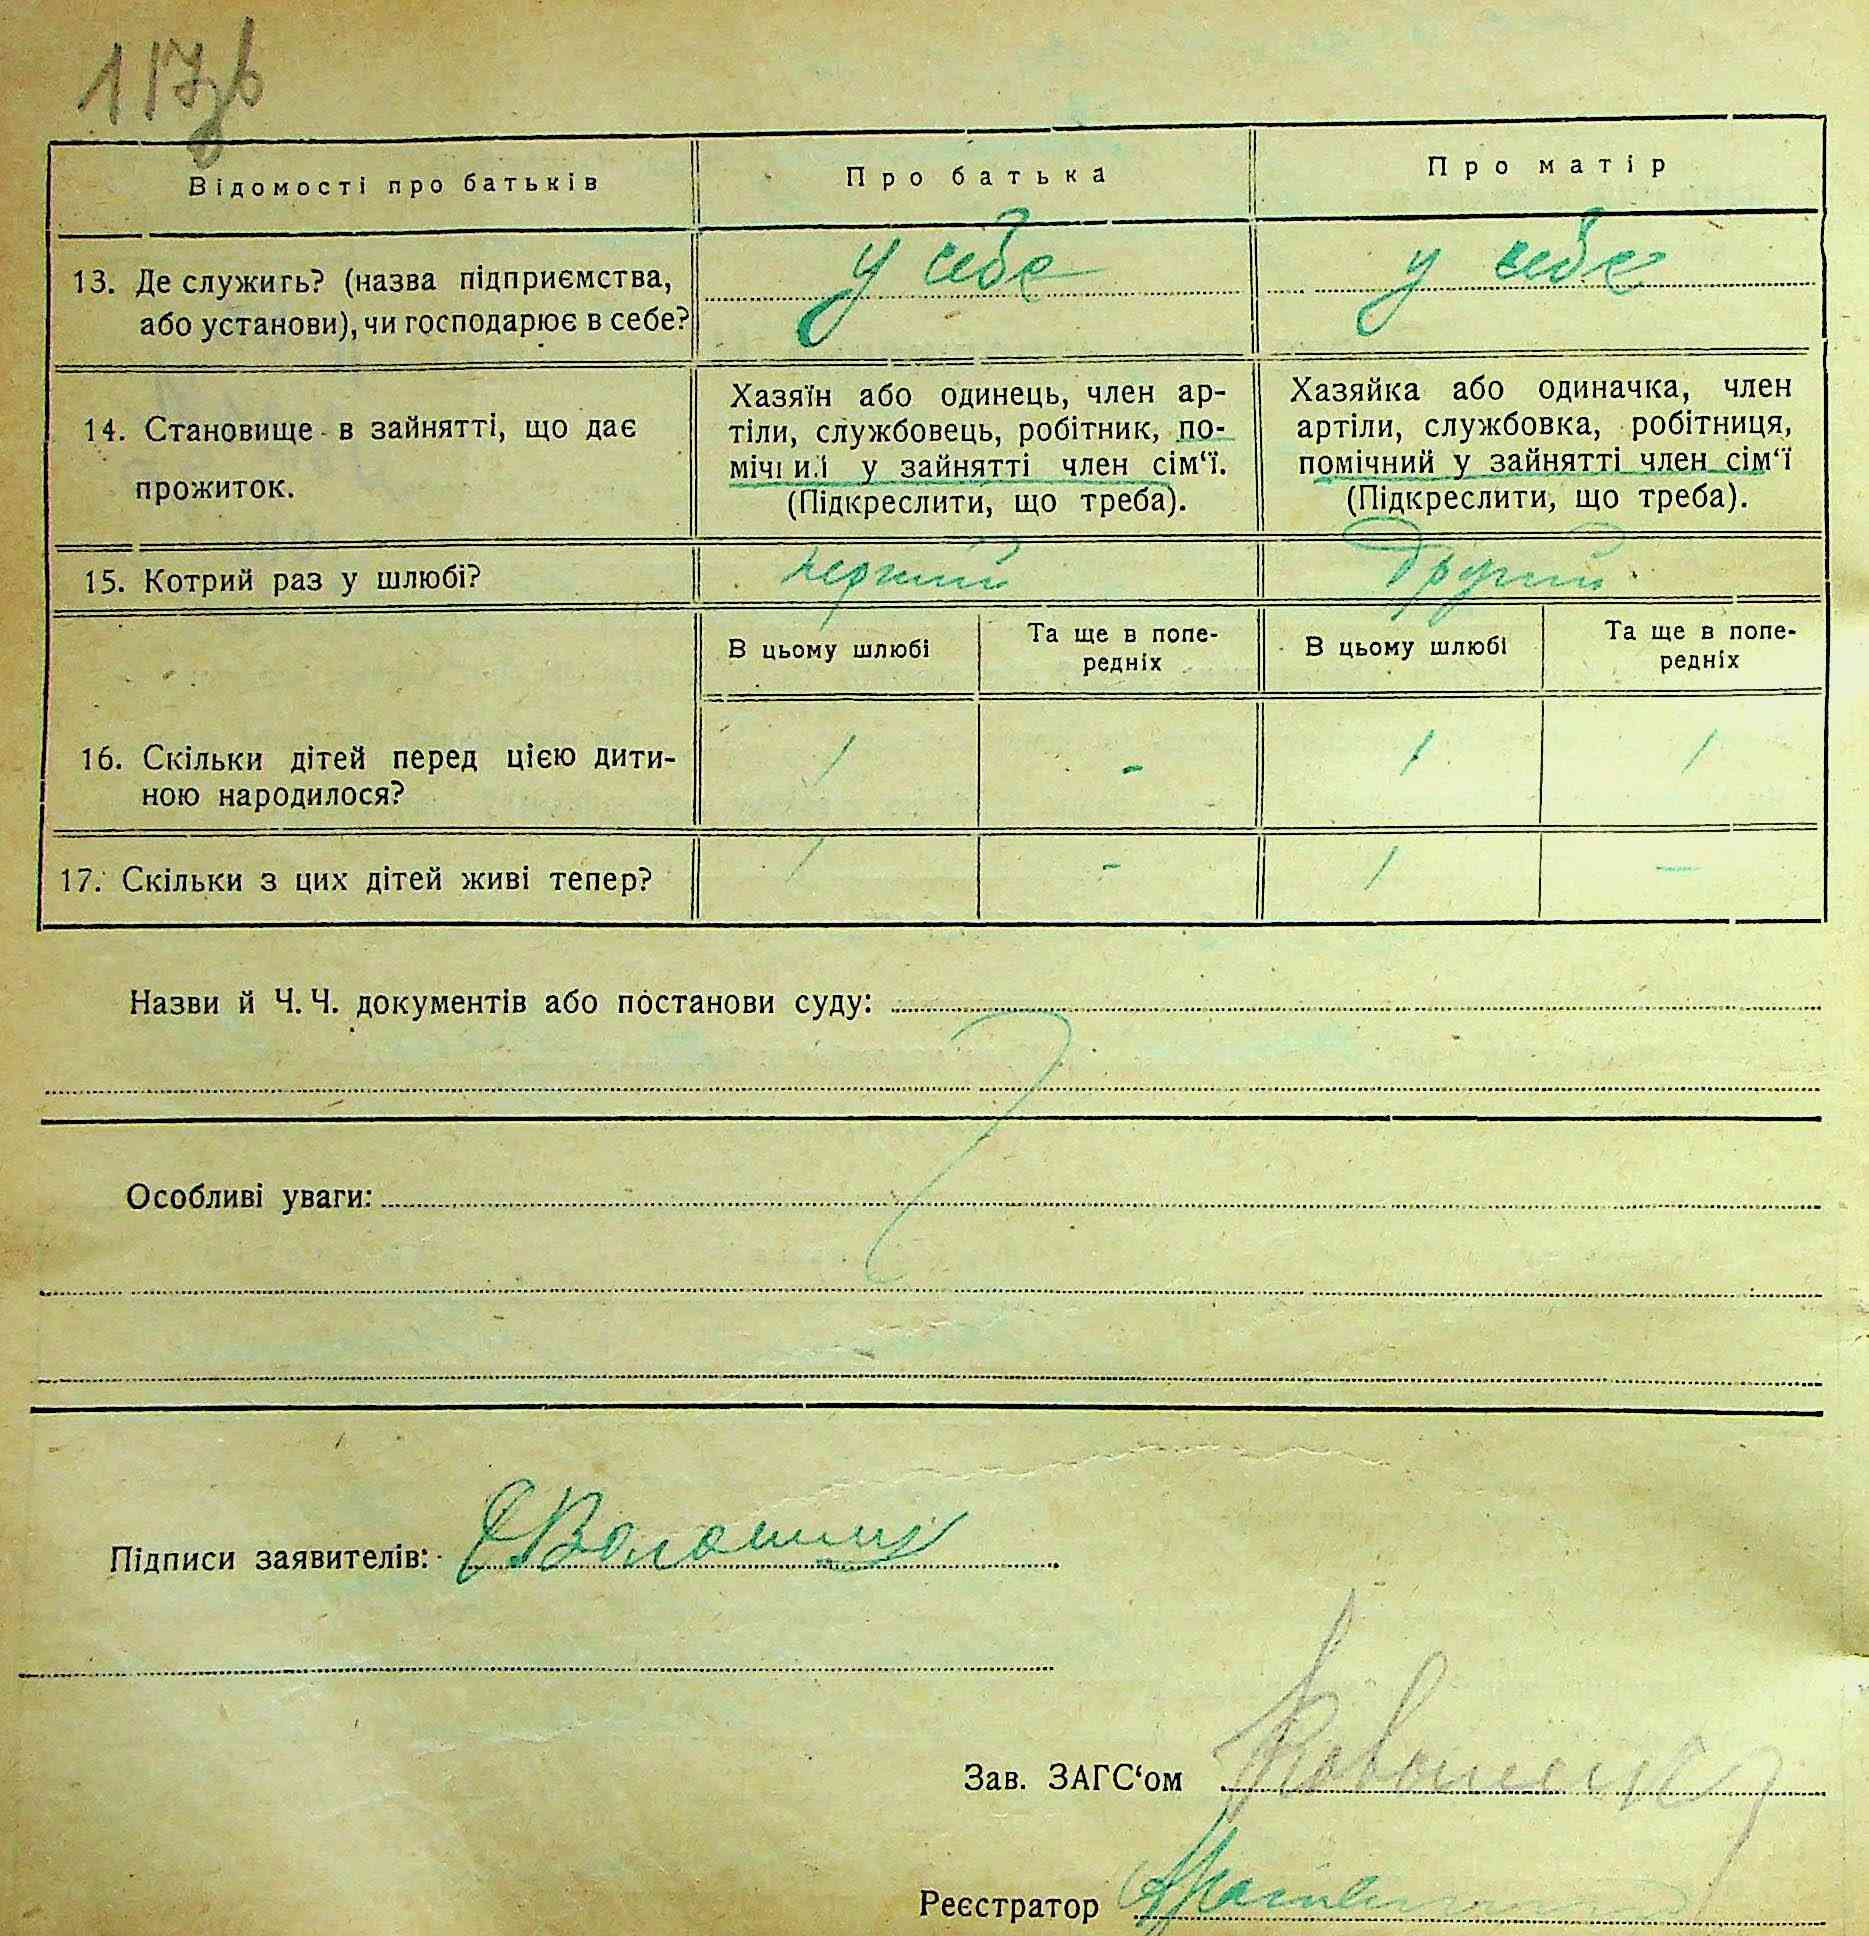 117зв
Відомості про батьків
Про батька
Про матір
13. Де служить? (назва підприємства,
або установи), чи господарює в себе?
у себе
у себе
14. Становище в зайнятті, що дає
прожиток.
Хазяїн або одинець, член ар-
тіли, службовець, робітник, по-
мічний у зайнятті член сім‘ї.
(Підкреслити, що треба).
Хазяйка або одиначка, член
артіли, службовка, робітниця,
помічний у зайнятті член сім‘ї
(Підкреслити, що треба).
15. Котрий раз у шлюбі?
перший
другий
В цьому шлюбі
Та ще в попе-
редніх
В цьому шлюбі
Та ще в попе-
редніх
16. Скільки дітей перед цією дити-
ною народилося?
1 - 1 1
17. Скільки з цих дітей живі тепер?
1 - 1 -
Назви й Ч. Ч. документів або постанови суду:
Особливі уваги:
Підписи заявителів:
Зав. ЗАГС‘ом
Реєстратор